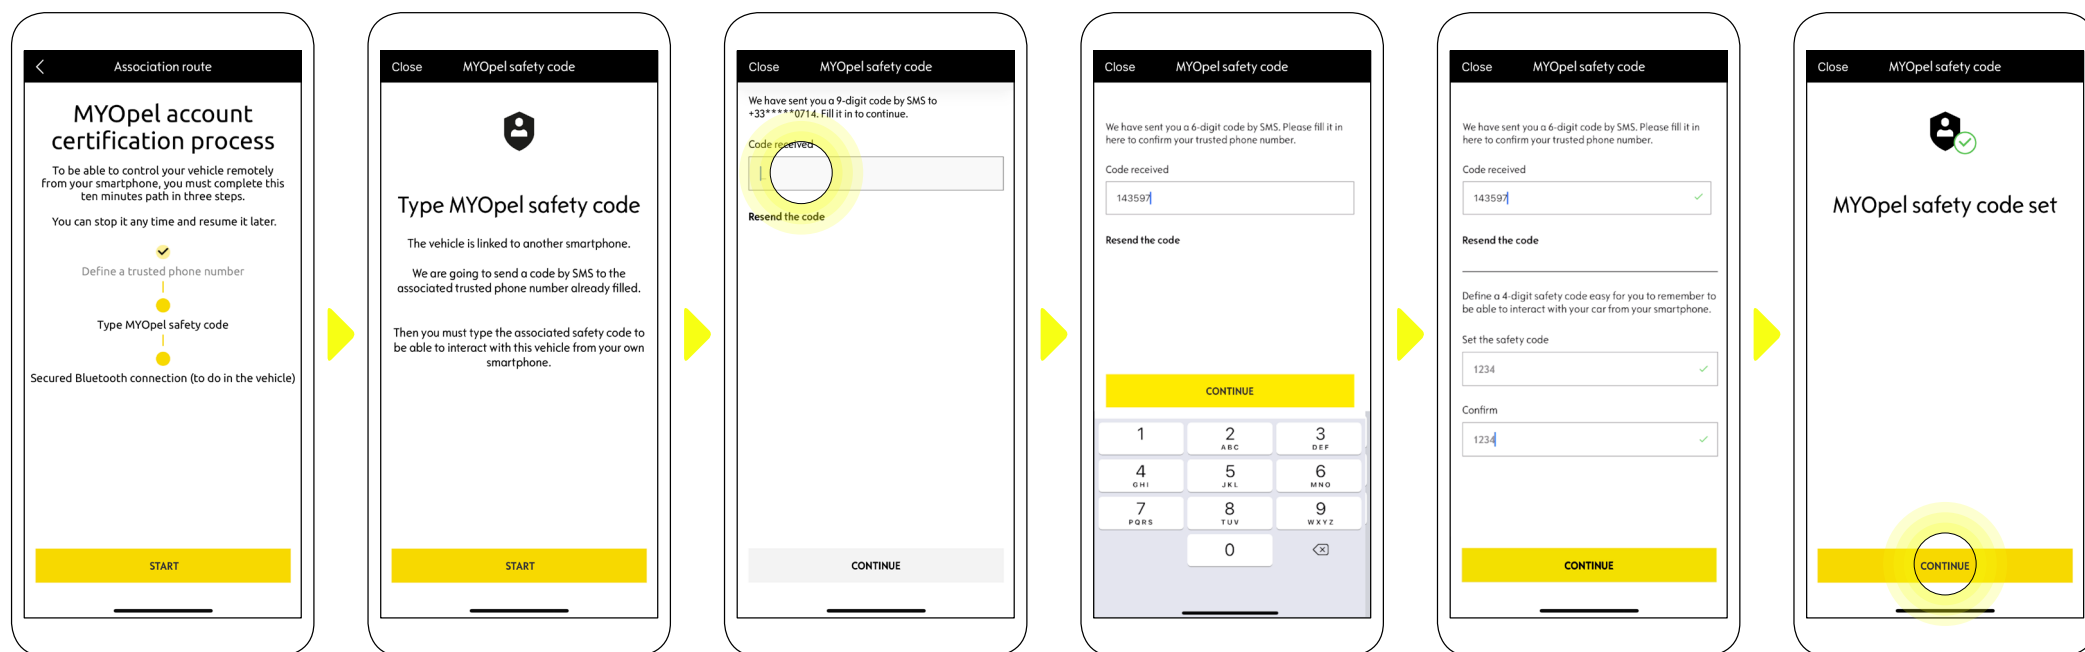 Association route
MYOpel account
certification process
To be able to control your vehicle remotely
from your smartphone, you must complete this
ten minutes path in three steps.
You can stop it any time and resume it later.
Define a trusted phone number
Type MYOpel safety code
Secured Bluetooth connection (to do in the vehicle)
START
Close MYOpel safety code
Type MYOpel safety code
The vehicle is linked to another smartphone.
We are going to send a code by SMS to the
associated trusted phone number already filled.
Then you must type the associated safety code to
be able to interact with this vehicle from your own
smartphone.
START
Close MYOpel safety code
We have sent you a 9-digit code by SMS to
+33*****0714. Fill it in to continue.
Code received
Resend the code
CONTINUE
Close MYOpel safety code
We have sent you a 6-digit code by SMS. Please fill it in
here to confirm your trusted phone number.
Code received
143597
Resend the code
CONTINUE
1 2 3
ABC DEF
4 5 6
GHI JKL MNO
7 8 9
PQRS TUV WXYZ
0
Close MYOpel safety code
We have sent you a 6-digit code by SMS. Please fill it in
here to confirm your trusted phone number.
Code received
143597
Resend the code
Define a 4-digit safety code easy for you to remember to
be able to interact with your car from your smartphone.
Set the safety code
1234
Confirm
1234
CONTINUE
Close MYOpel safety code
MYOpel safety code set
CONTINUE